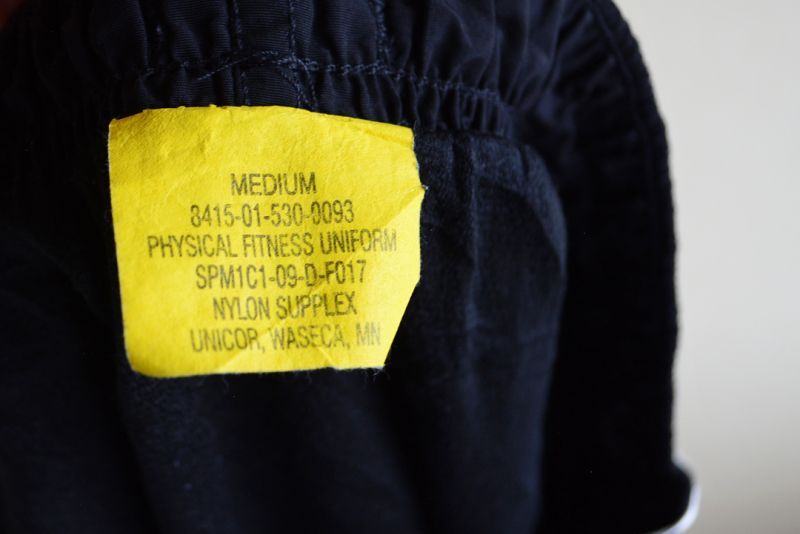 MEDIUM
8415-01-530-0093
PHYSICAL FITNESS UNIFORM
SPM1C1-09-D-F017
NYLON SUPPLEX
UNICOR, WASECA, MN